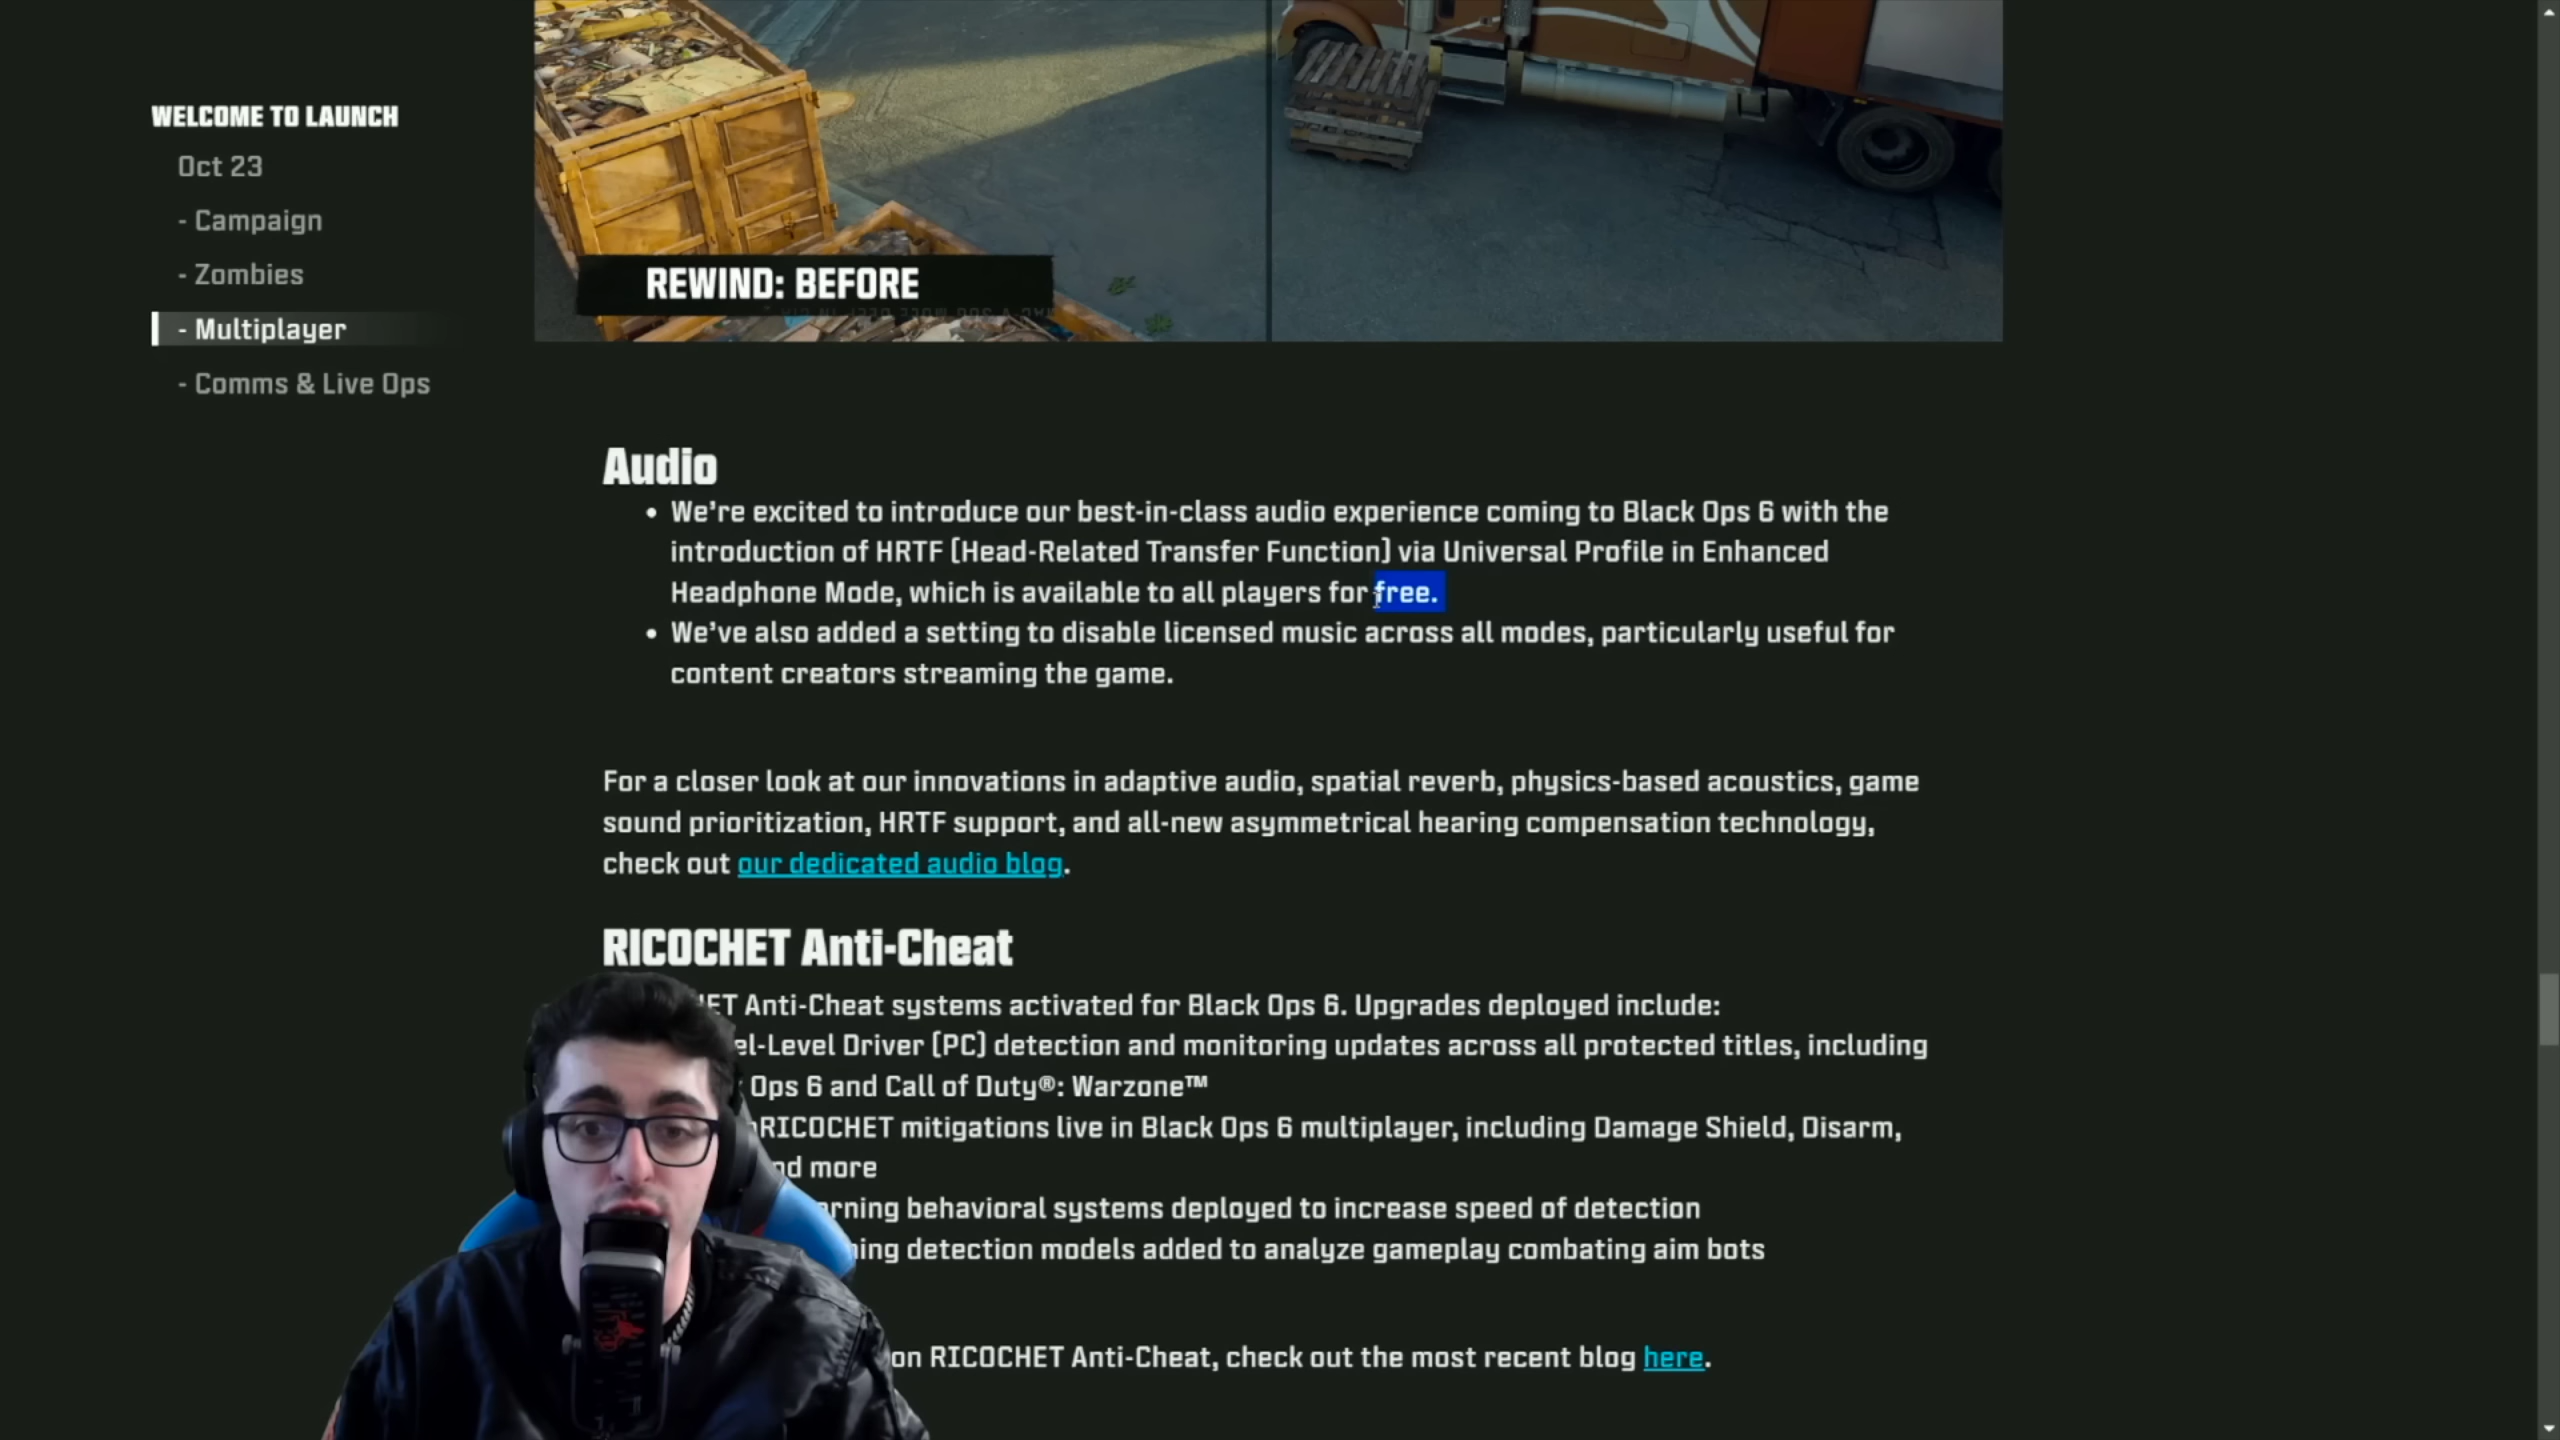 WELCOME TO LAUNCH
Oct 23
- Campaign
- Zombies
- Multiplayer
- Comms & Live Ops
REWIND: BEFORE
Audio
• We're excited to introduce our best-in-class audio experience coming to Black Ops 6 with the
introduction of HRTF (Head-Related Transfer Function) via Universal Profile in Enhanced
Headphone Mode, which is available to all players for free.
• We've also added a setting to disable licensed music across all modes, particularly useful for
content creators streaming the game.
For a closer look at our innovations in adaptive audio, spatial reverb, physics-based acoustics, game
sound prioritization, HRTF support, and all-new asymmetrical hearing compensation technology,
check out our dedicated audio blog.
RICOCHET Anti-Cheat
Anti-Cheat systems activated for Black Ops 6. Upgrades deployed include:
el-Level Driver (PC) detection and monitoring updates across all protected titles, including
Ops 6 and Call of Duty®: Warzone™
RICOCHET mitigations live in Black Ops 6 multiplayer, including Damage Shield, Disarm,
nd more
rning behavioral systems deployed to increase speed of detection
ing detection models added to analyze gameplay combating aim bots
on RICOCHET Anti-Cheat, check out the most recent blog here.